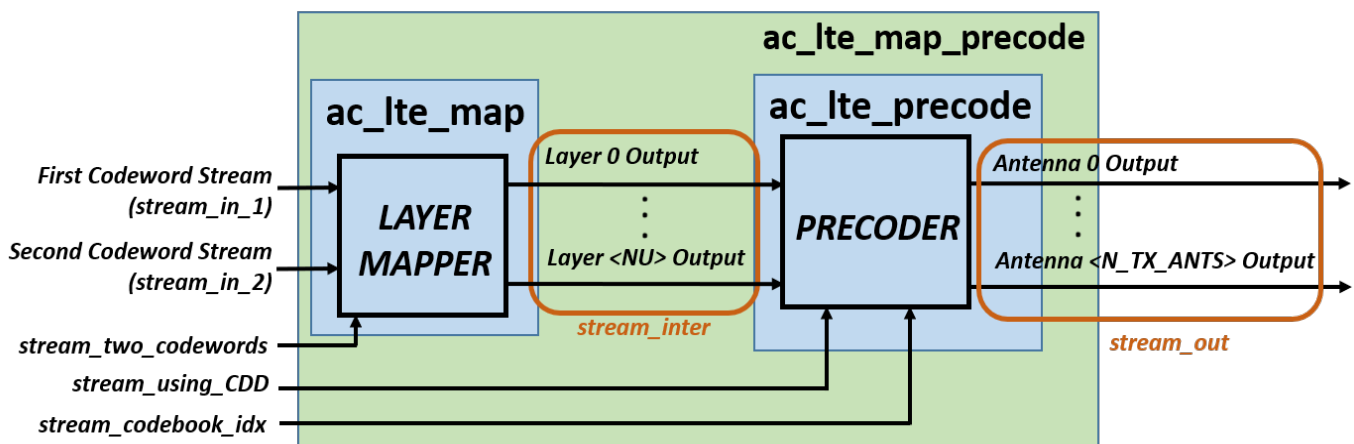 ac_lte_map_precode
ac_lte_map
ac_lte_precode
First Codeword Stream
(stream_in_1)
Second Codeword Stream
(stream_in_2)
stream_two_codewords
stream_using_CDD
stream_codebook_idx
LAYER
MAPPER
Layer 0 Output
Layer <NU> Output
stream_inter
PRECODER
Antenna 0 Output
Antenna <N_TX_ANTS> Output
stream_out